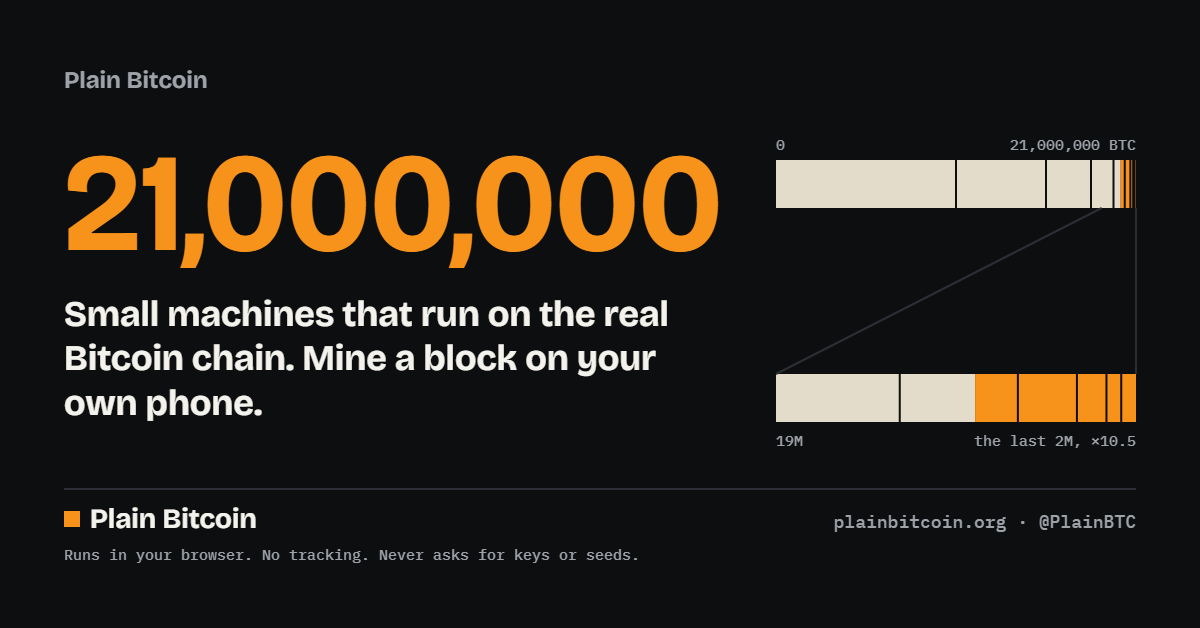 Plain Bitcoin
21,000,000
Small machines that run on the real
Bitcoin chain. Mine a block on your
own phone.
0
21,000,000 BTC
19M
the last 2M, ×10.5
Plain Bitcoin
plainbitcoin.org · @PlainBTC
Runs in your browser. No tracking. Never asks for keys or seeds.